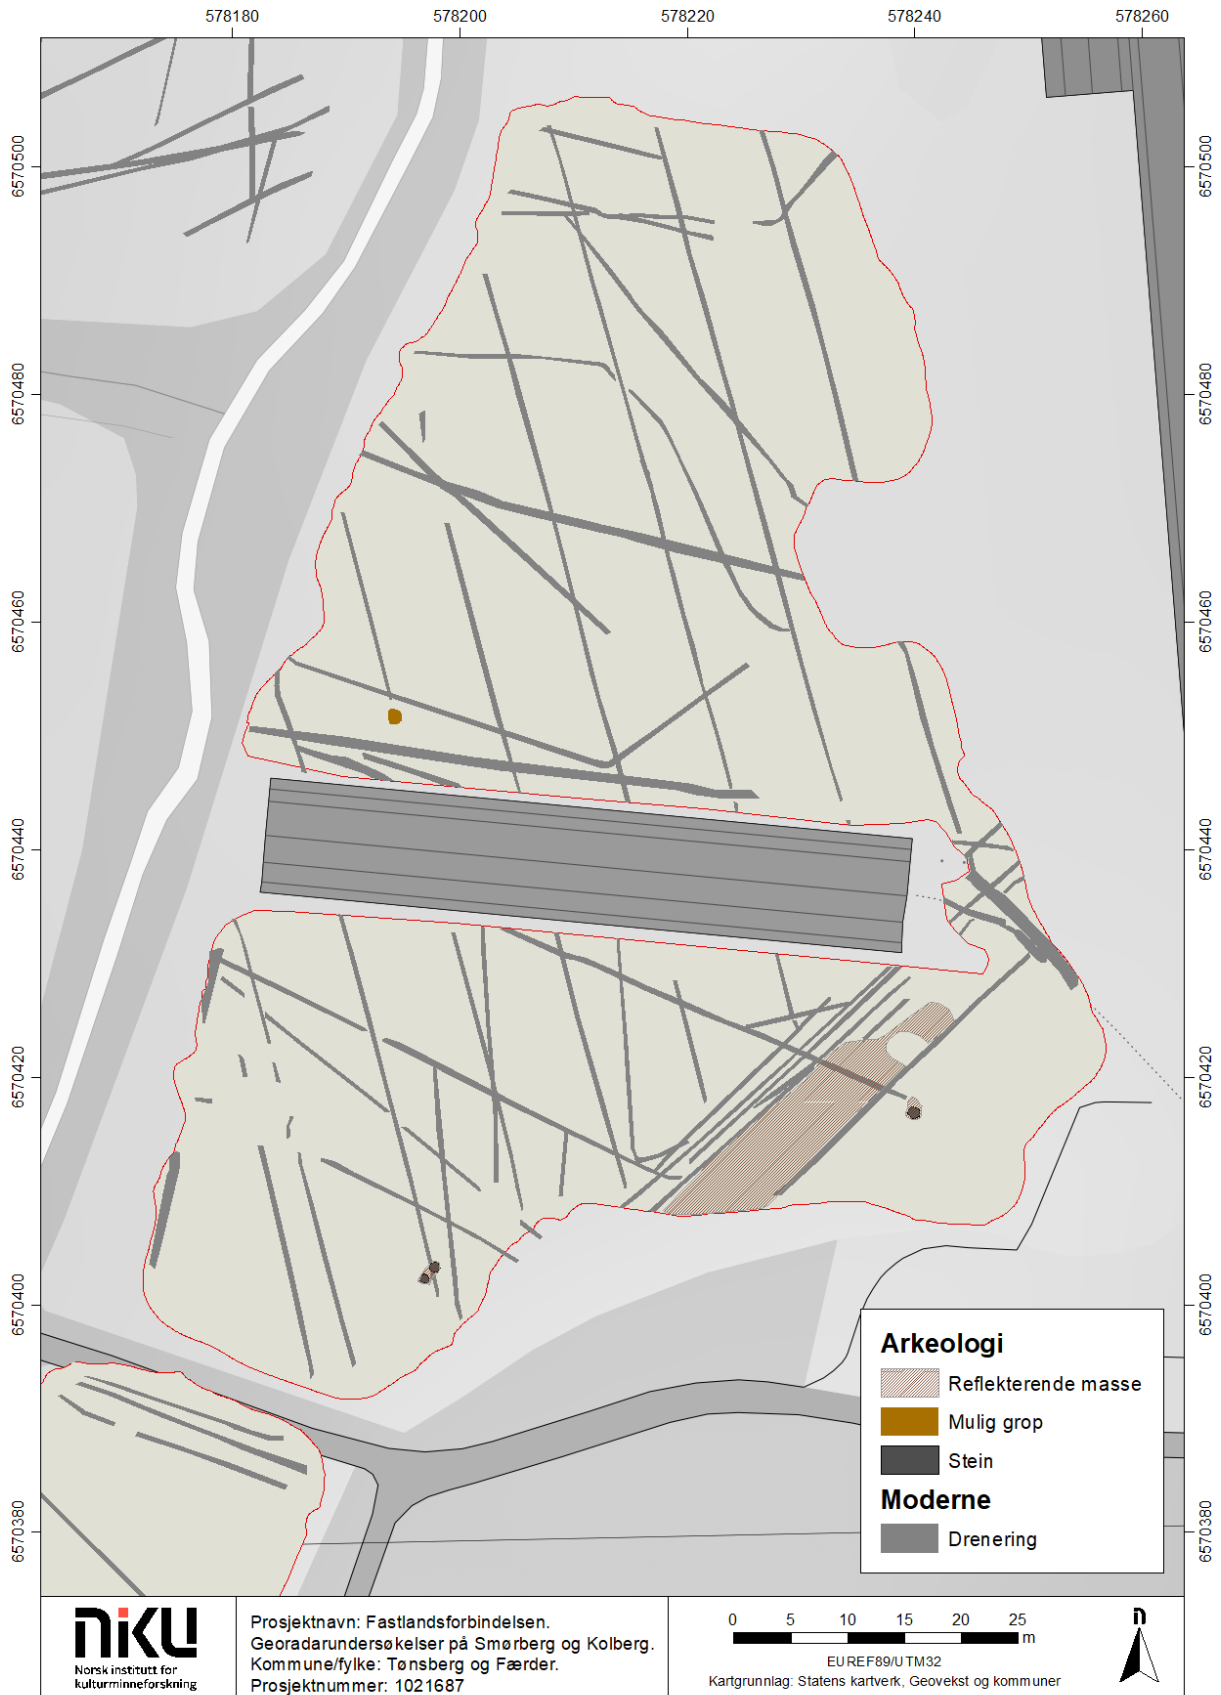 578180 578200 578220 578240 578260
6570500
6570480
6570460
6570440
6570420
6570400
6570380
6570500
6570480
6570460
6570440
6570420
6570400
6570380
Arkeologi
Reflekterende masse
Mulig grop
Stein
Moderne
Drenering
NIKU
Norsk institutt for
kulturminneforskning
Prosjektnavn: Fastlandsforbindelsen.
Georadarundersøkelser på Smørberg og Kolberg.
Kommune/fylke: Tønsberg og Færder.
Prosjektnummer: 1021687
0 5 10 15 20 25
m
EUREF89/UTM32
Kartgrunnlag: Statens kartverk, Geovekst og kommuner
n